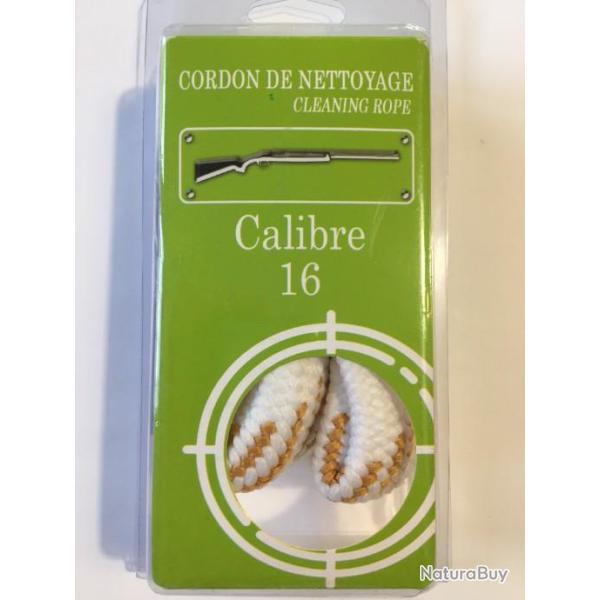 CORDON DE NETTOYAGE
CLEANING ROPE
Calibre
16
NaturaBuy